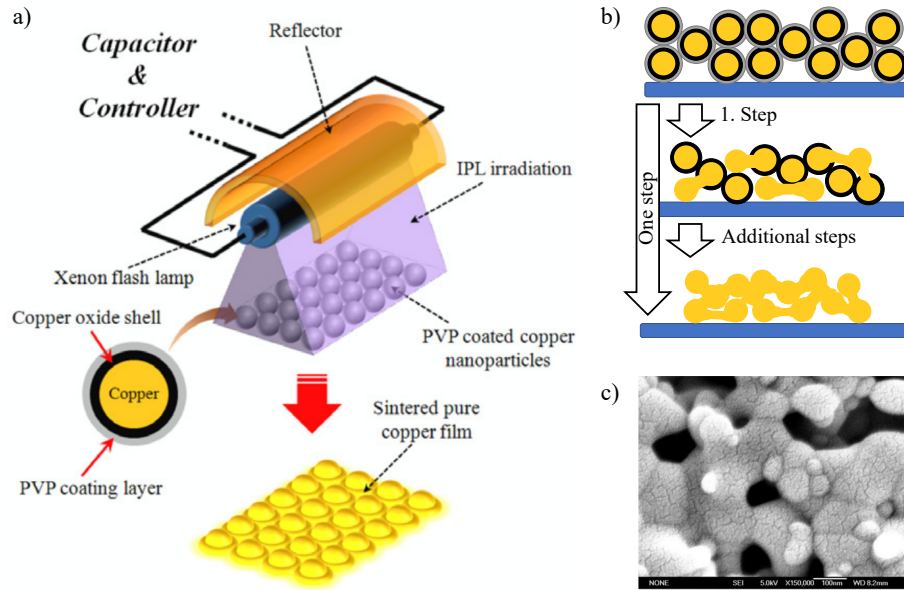 a)
Capacitor
&
Controller
Reflector
IPL irradiation
Xenon flash lamp
Copper oxide shell
Copper
PVP coating layer
PVP coated copper
nanoparticles
Sintered pure
copper film
b)
1. Step
One step
Additional steps
c)
NONE SEI 5.0kV X150,000 100nm WD 8.2mm